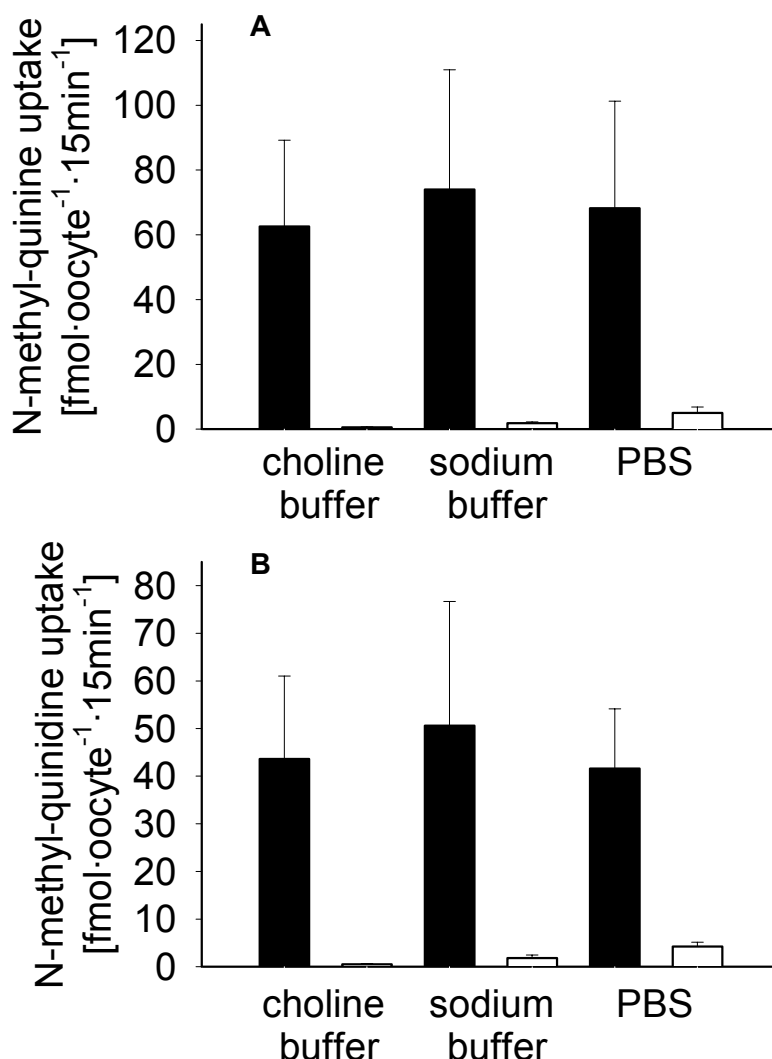 A
N-methyl-quinine uptake
[fmol·oocyte⁻¹·15min⁻¹]
120
100
80
60
40
20
0
choline
buffer
sodium
buffer
PBS
B
N-methyl-quinidine uptake
[fmol·oocyte⁻¹·15min⁻¹]
80
70
60
50
40
30
20
10
0
choline
buffer
sodium
buffer
PBS